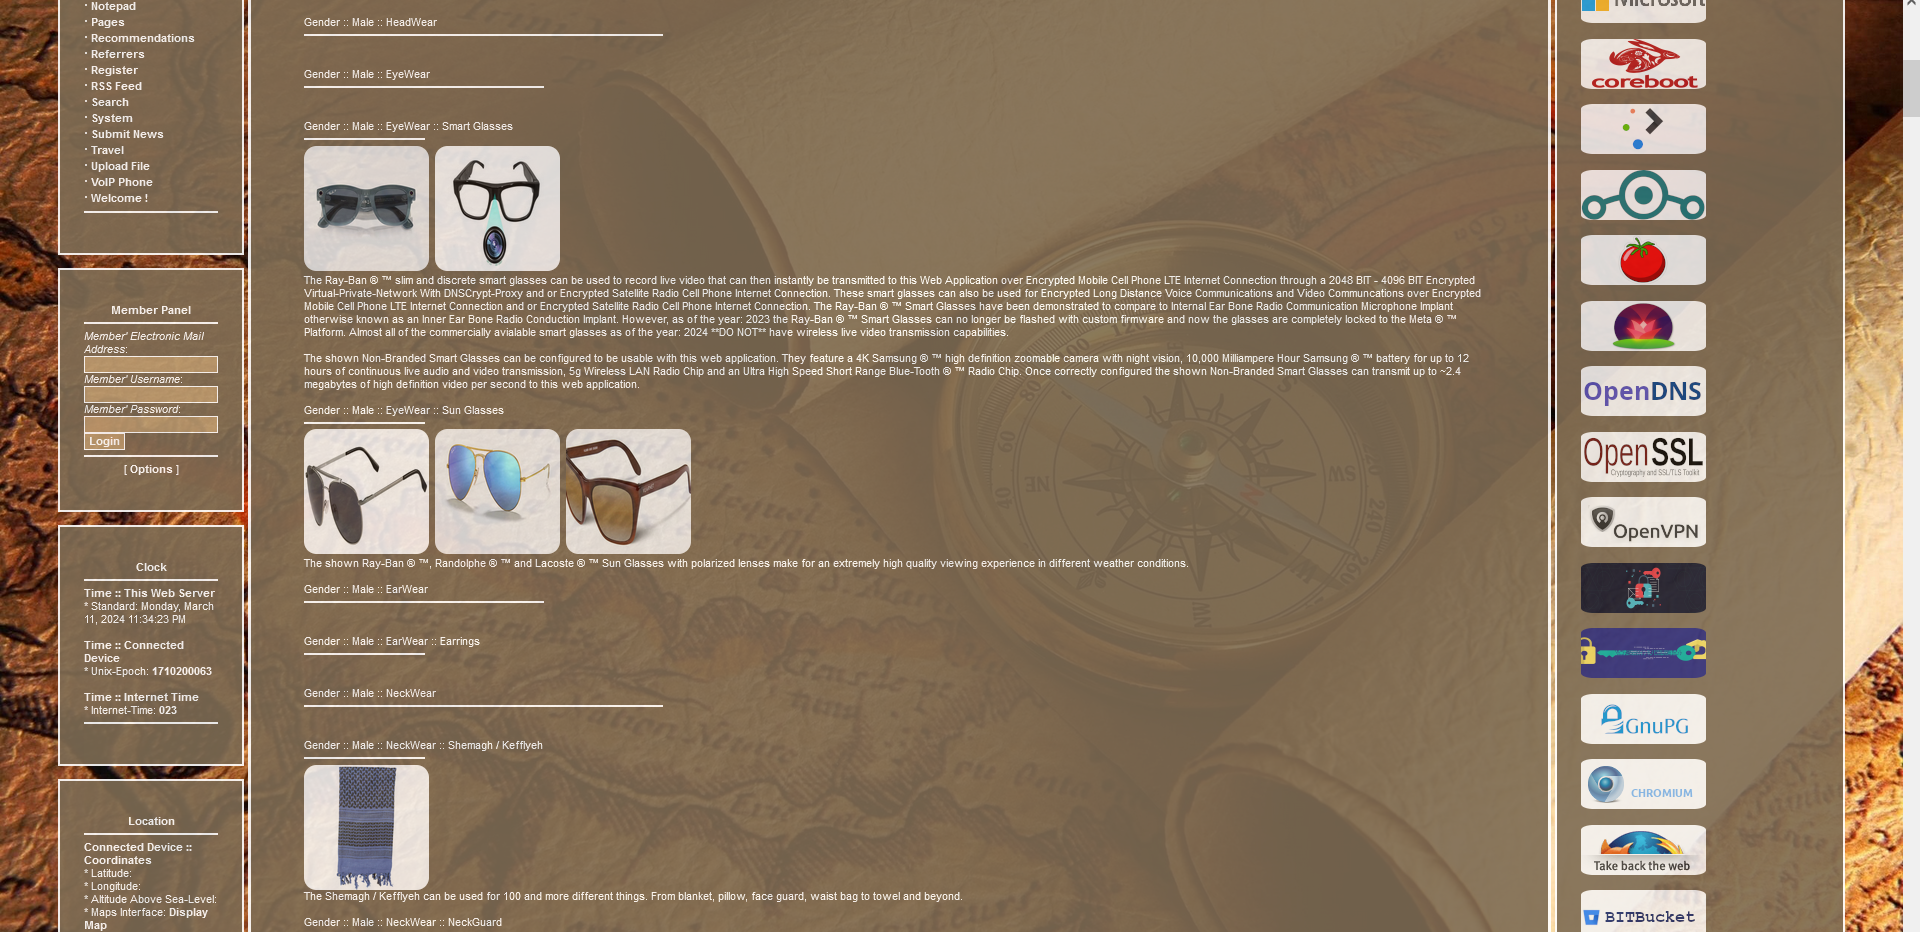 · Notepad
· Pages
· Recommendations
· Referrers
· Register
· RSS Feed
· Search
· System
· Submit News
· Travel
· Upload File
· VoIP Phone
· Welcome !
Member Panel
Member Electronic Mail
Address:
Member' Username:
Member' Password:
Login
[ Options ]
Clock
Time :: This Web Server
* Standard: Monday, March
11, 2024 11:34:23 PM
Time :: Connected
Device
* Unix-Epoch: 1710200063
Time :: Internet Time
* Internet-Time: 023
Location
Connected Device ::
Coordinates
* Latitude:
* Longitude:
* Altitude Above Sea-Level:
* Maps Interface: Display
Map
Gender :: Male :: HeadWear
Gender :: Male :: EyeWear
Gender :: Male :: EyeWear :: Smart Glasses
The Ray-Ban ® ™ slim and discrete smart glasses can be used to record live video that can then instantly be transmitted to this Web Application over Encrypted Mobile Cell Phone LTE Internet Connection through a 2048 BIT - 4096 BIT Encrypted
Virtual-Private-Network With DNSCrypt-Proxy and or Encrypted Satellite Radio Cell Phone Internet Connection. These smart glasses can also be used for Encrypted Long Distance Voice Communications and Video Communcations over Encrypted
Mobile Cell Phone LTE Internet Connection and or Encrypted Satellite Radio Cell Phone Internet Connection. The Ray-Ban ® ™ Smart Glasses have been demonstrated to compare to Internal Ear Bone Radio Communication Microphone Implant
otherwise known as an Inner Ear Bone Radio Conduction Implant. However, as of the year: 2023 the Ray-Ban ® ™ Smart Glasses can no longer be flashed with custom firmware and now the glasses are completely locked to the Meta ® ™
Platform. Almost all of the commercially avialable smart glasses as of the year: 2024 **DO NOT** have wireless live video transmission capabilities.
The shown Non-Branded Smart Glasses can be configured to be usable with this web application. They feature a 4K Samsung ® ™ high definition zoomable camera with night vision, 10,000 Milliampere Hour Samsung ® ™ battery for up to 12
hours of continuous live audio and video transmission, 5g Wireless LAN Radio Chip and an Ultra High Speed Short Range Blue-Tooth ® ™ Radio Chip. Once correctly configured the shown Non-Branded Smart Glasses can transmit up to ~2.4
megabytes of high definition video per second to this web application.
Gender :: Male :: EyeWear :: Sun Glasses
The shown Ray-Ban ® ™, Randolphe ® ™ and Lacoste ® ™ Sun Glasses with polarized lenses make for an extremely high quality viewing experience in different weather conditions.
Gender :: Male :: EarWear
Gender :: Male :: EarWear :: Earrings
Gender :: Male :: NeckWear
Gender :: Male :: NeckWear :: Shemagh / Kefflyeh
The Shemagh / Kefflyeh can be used for 100 and more different things. From blanket, pillow, face guard, waist bag to towel and beyond.
Gender :: Male :: NeckWear :: NeckGuard
Microsoft
coreboot
OpenDNS
OpenSSL
Cryptography and SSL/TLS Toolkit
OpenVPN
GnuPG
CHROMIUM
Take back the web
BITBucket